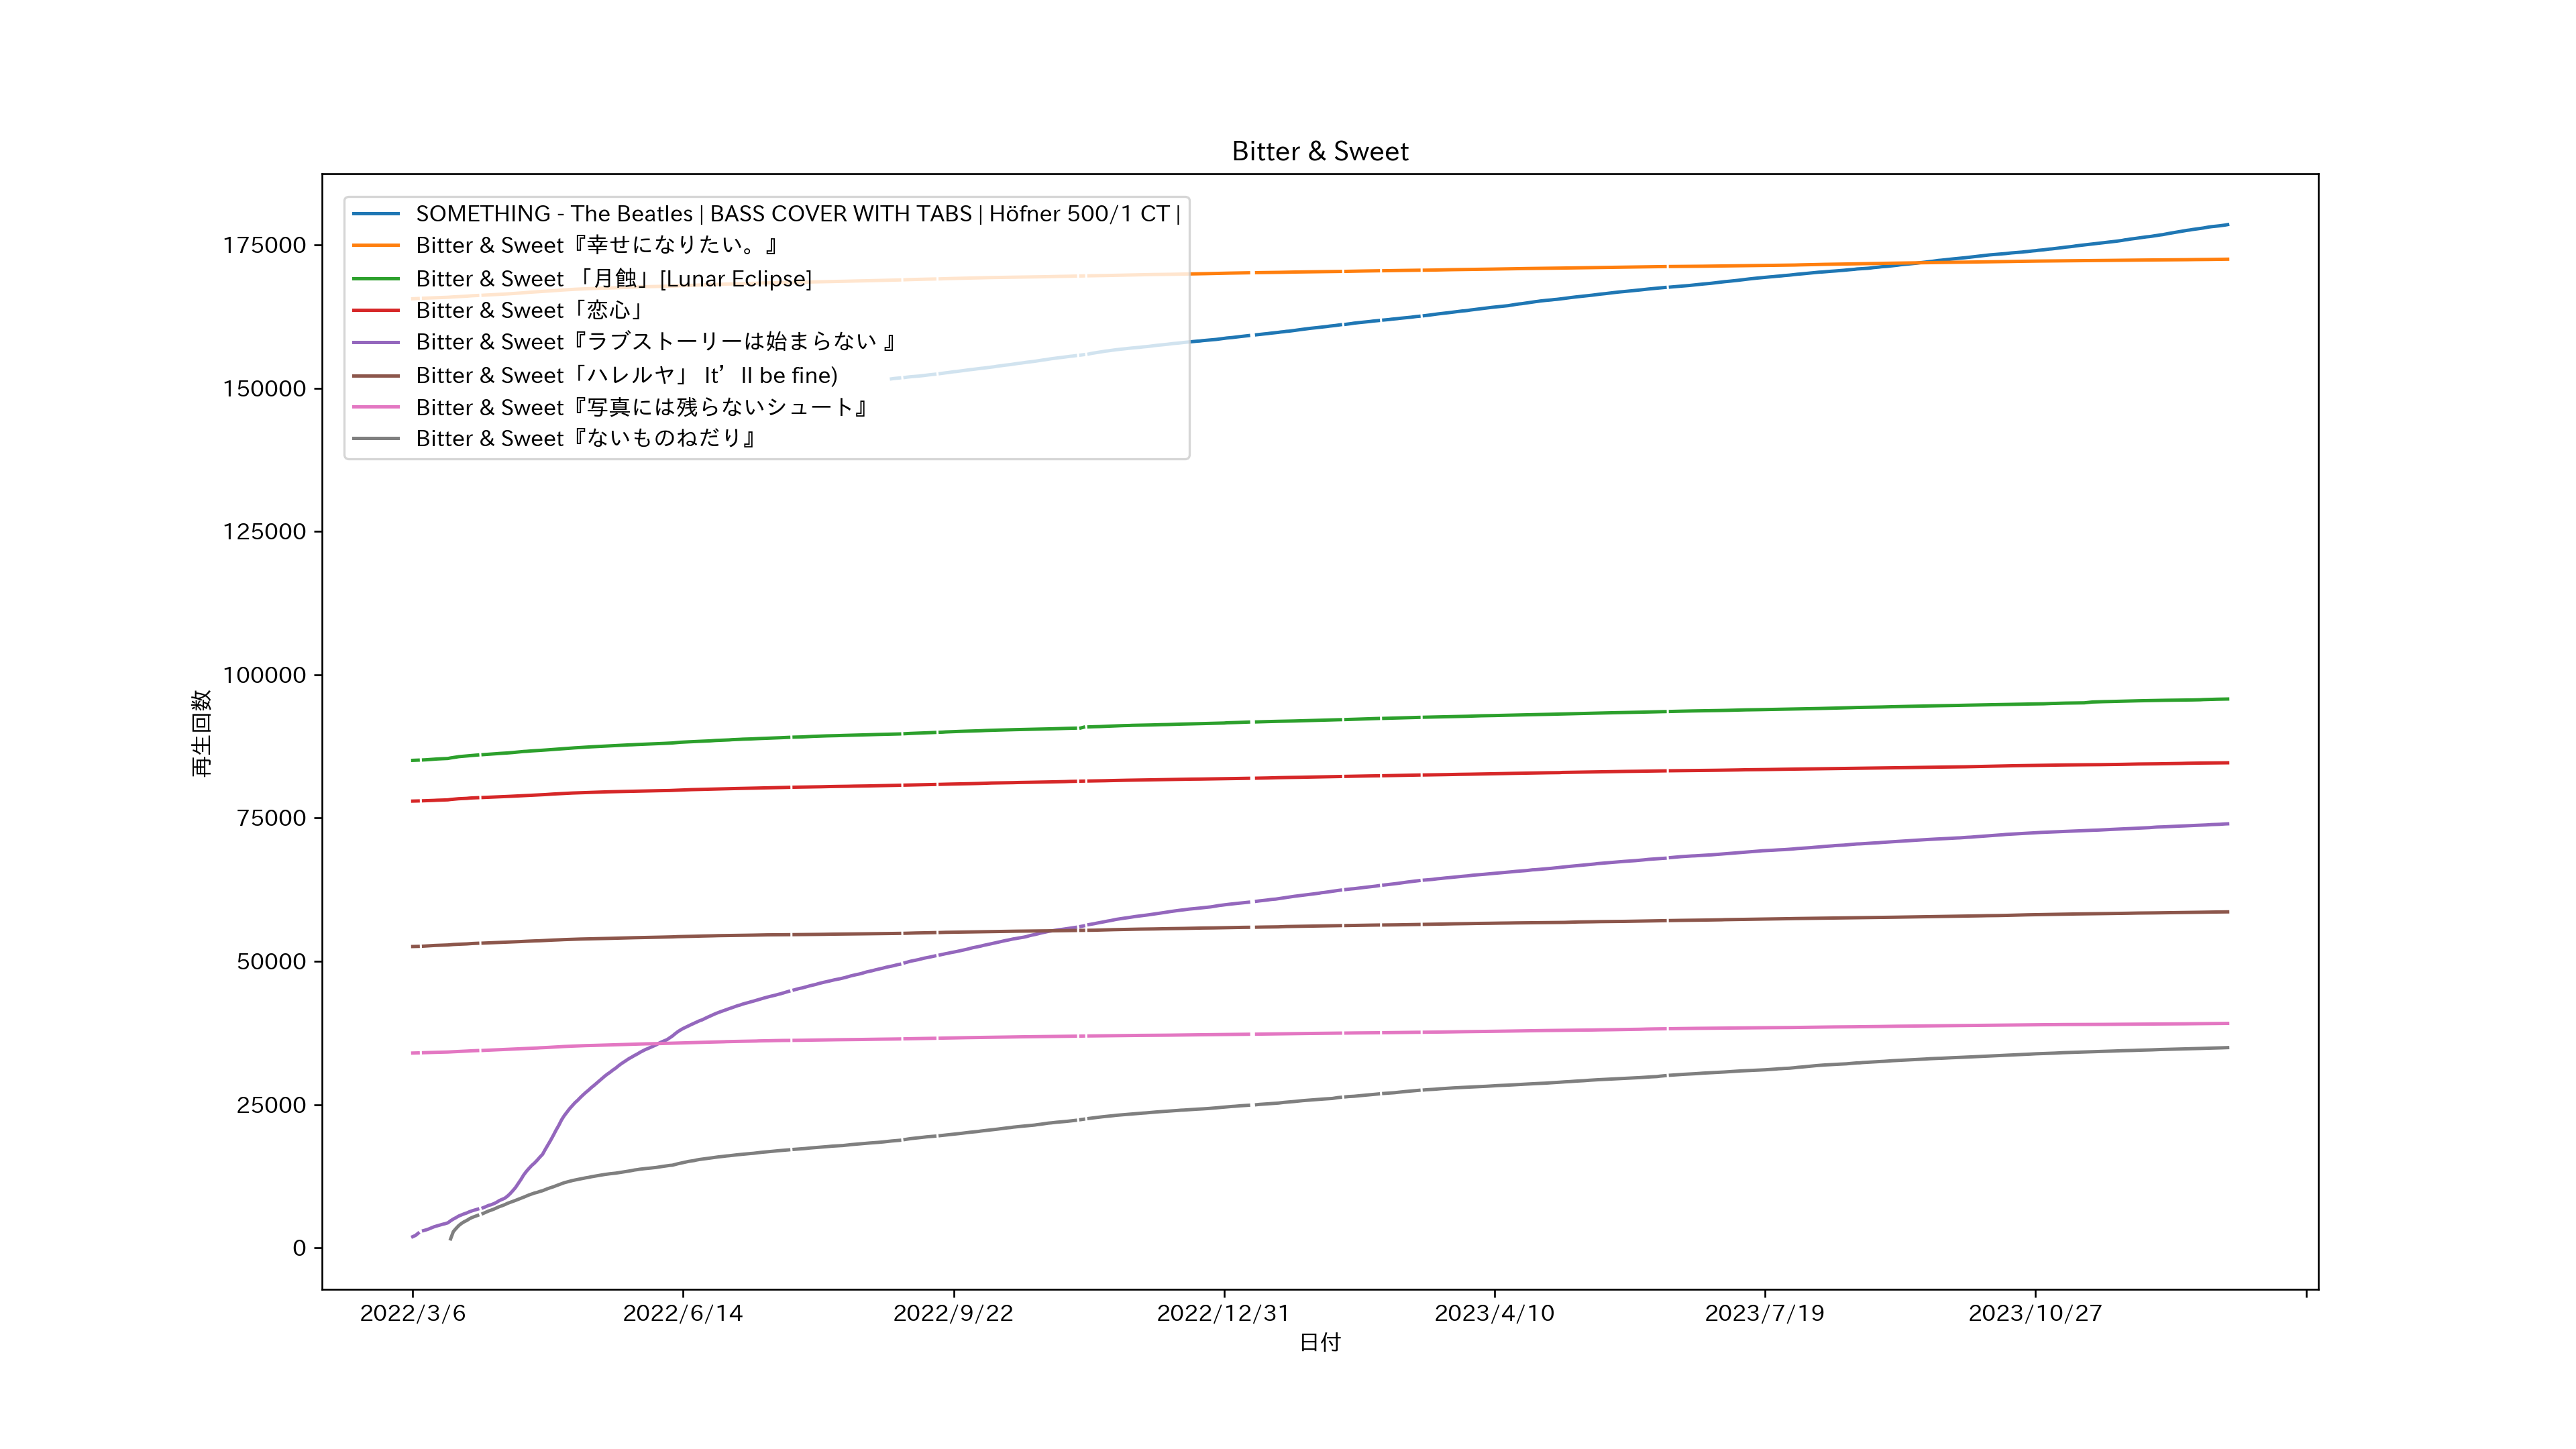 Bitter & Sweet
SOMETHING - The Beatles | BASS COVER WITH TABS | Höfner 500/1 CT |
Bitter & Sweet『幸せになりたい。』
Bitter & Sweet 「月蝕」[Lunar Eclipse]
Bitter & Sweet「恋心」
Bitter & Sweet『ラブストーリーは始まらない 』
Bitter & Sweet「ハレルヤ」 It’ll be fine)
Bitter & Sweet『写真には残らないシュート』
Bitter & Sweet『ないものねだり』
175000
150000
125000
100000
75000
50000
25000
0
再生回数
2022/3/6
2022/6/14
2022/9/22
2022/12/31
2023/4/10
2023/7/19
2023/10/27
日付